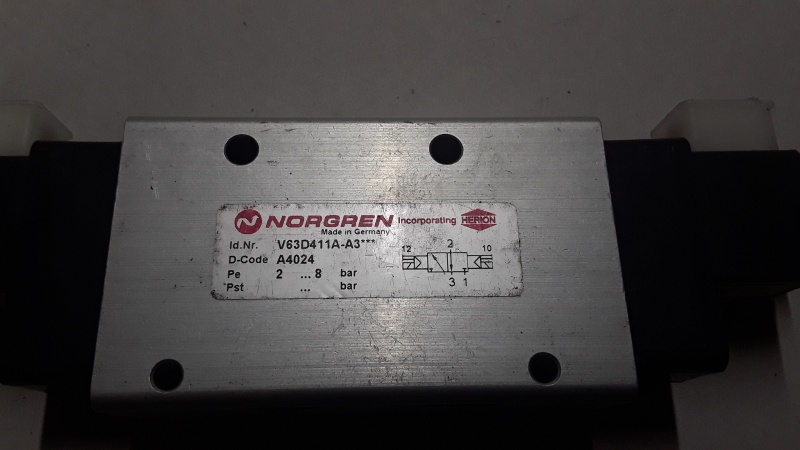 NORGREN incorporating HERION
Made in Germany
Id.Nr. V63D411A-A3***
D-Code A4024
Pe 2 ...8 bar
*Pst ... bar
12 2 10
3 1